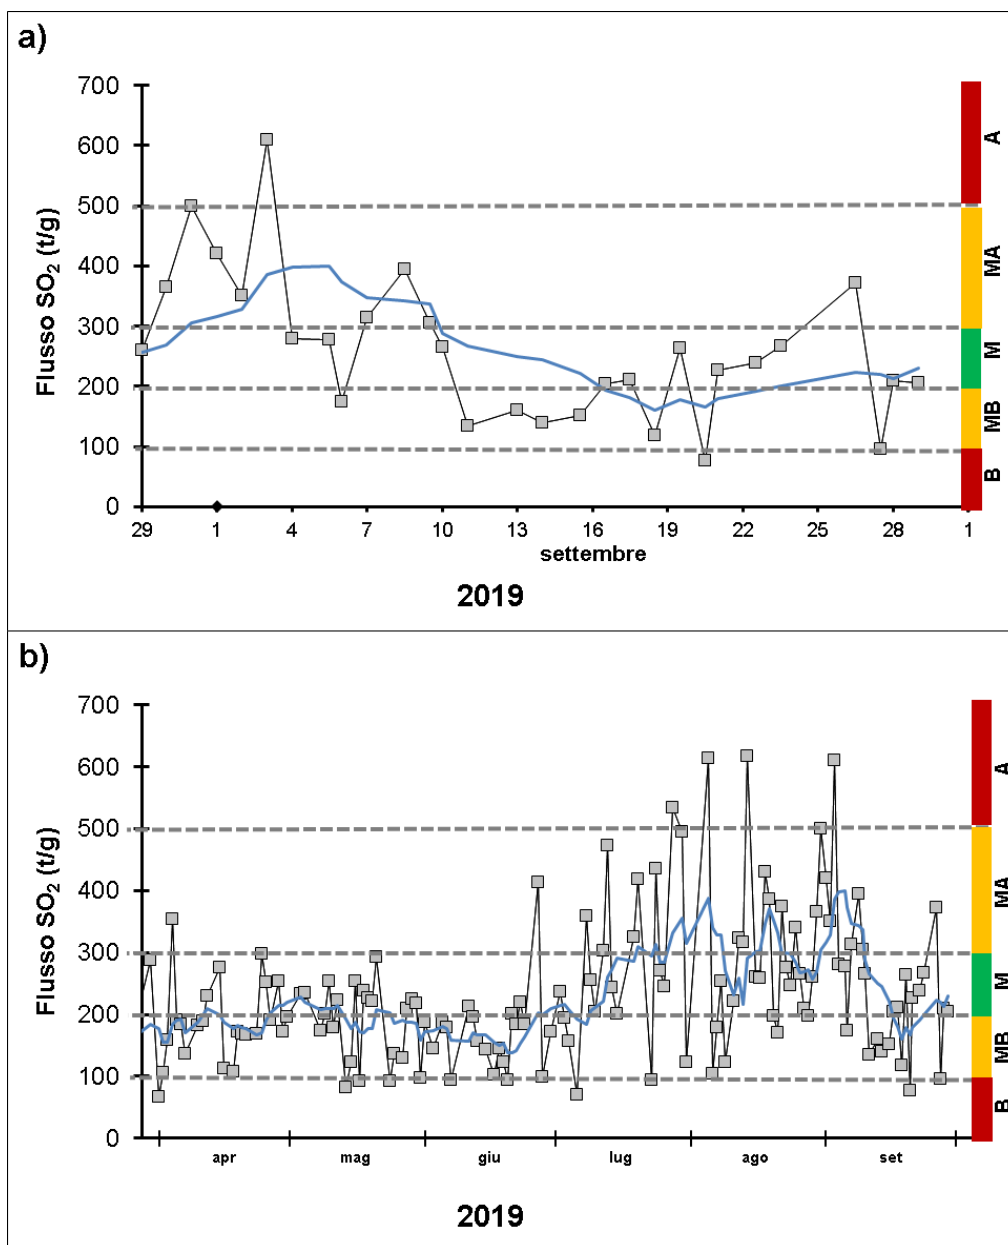 a)
700
600
500
400
300
200
100
0
Flusso SO₂ (t/g)
A
MA
M
MB
B
29 1 4 7 10 13 16 19 22 25 28 1
settembre
2019
b)
700
600
500
400
300
200
100
0
Flusso SO₂ (t/g)
A
MA
M
MB
B
apr mag giu lug ago set
2019